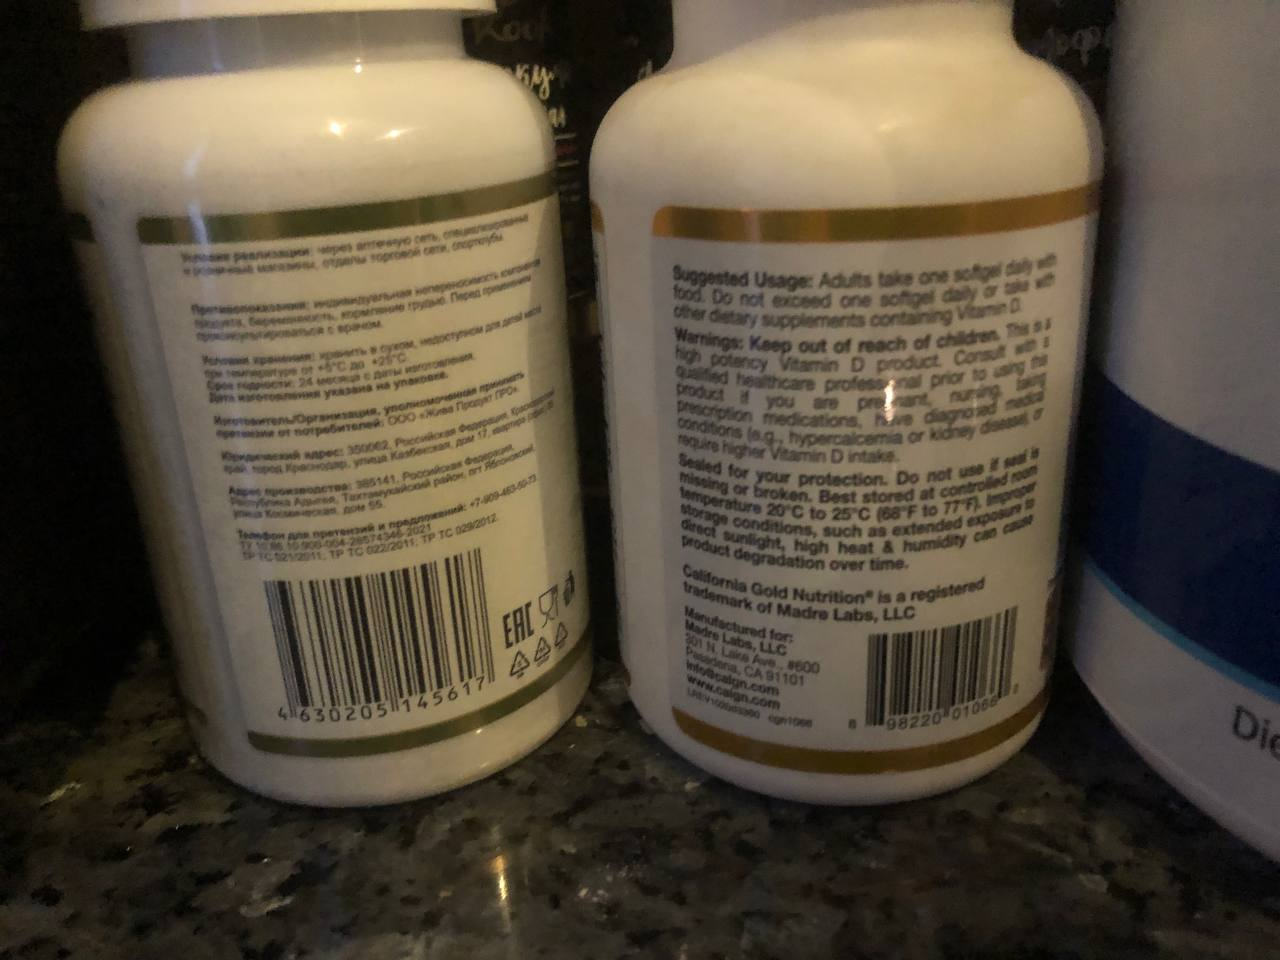 Условия реализации: через аптечную сеть, специализированные
и розничные магазины, отделы торговой сети, спортклубы.
Противопоказания: индивидуальная непереносимость компонентов
продукта, беременность, кормление грудью. Перед применением
проконсультироваться с врачом.
Условия хранения: хранить в сухом, недоступном для детей месте
при температуре от +5°C до +25°C.
Срок годности: 24 месяца с даты изготовления.
Дата изготовления указана на упаковке.
Изготовитель/Организация, уполномоченная принимать
претензии от потребителей: ООО «Жива Продукт ПРО»
Юридический адрес: 350062, Российская Федерация, Краснодарский
край, город Краснодар, улица Казбекская, дом 17, квартира
Адрес производства: 385141, Российская Федерация,
Республика Адыгея, Тахтамукайский район, пгт Яблоновский,
улица Космическая, дом 55.
Телефон для претензий и предложений: +7-909-463-50-73
ТР ТС 021/2011; ТР ТС 022/2011; ТР ТС 029/2012.
EAC
4 630205 145617
Suggested Usage: Adults take one softgel daily with
food. Do not exceed one softgel daily or take with
other dietary supplements containing Vitamin D.
Warnings: Keep out of reach of children. This is a
high potency Vitamin D product. Consult with a
qualified healthcare professional prior to using this
product if you are pregnant, nursing, taking
prescription medications, have diagnosed medical
conditions (e.g., hypercalcemia or kidney disease), or
require higher Vitamin D intake.
Sealed for your protection. Do not use if seal is
missing or broken. Best stored at controlled room
temperature 20°C to 25°C (68°F to 77°F). Improper
storage conditions, such as extended exposure to
direct sunlight, high heat & humidity can cause
product degradation over time.
California Gold Nutrition® is a registered
trademark of Madre Labs, LLC
Manufactured for:
Madre Labs, LLC
301 N. Lake Ave., #600
Pasadena, CA 91101
info@caign.com
www.caign.com
cgn1066
8 98220 01066
Die